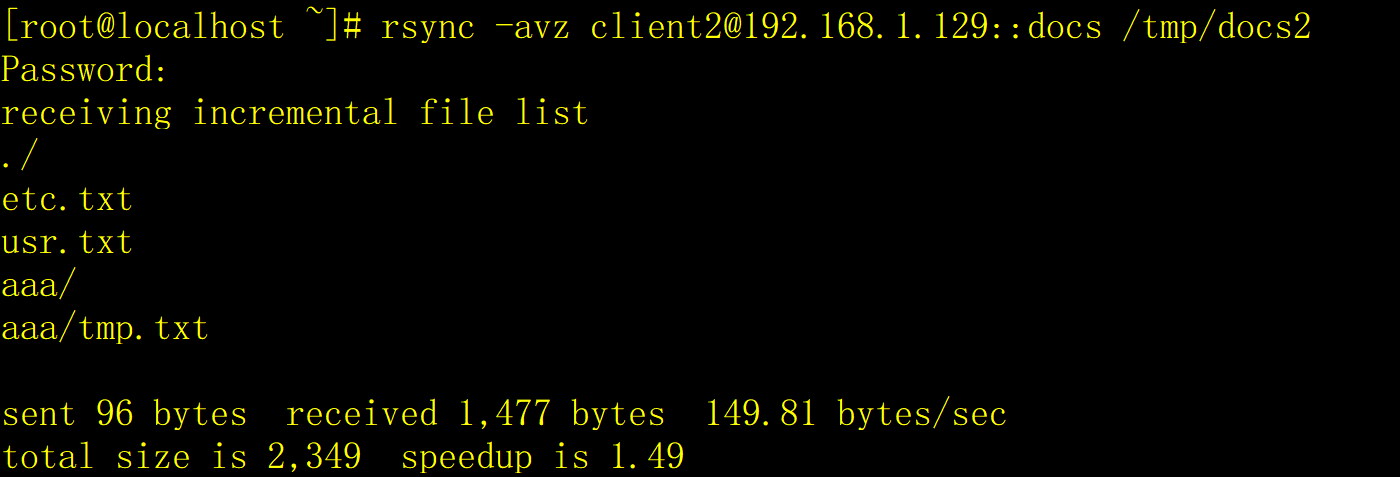 [root@localhost ~]# rsync -avz client2@192.168.1.129::docs /tmp/docs2
Password:
receiving incremental file list
./
etc.txt
usr.txt
aaa/
aaa/tmp.txt
sent 96 bytes  received 1,477 bytes  149.81 bytes/sec
total size is 2,349  speedup is 1.49